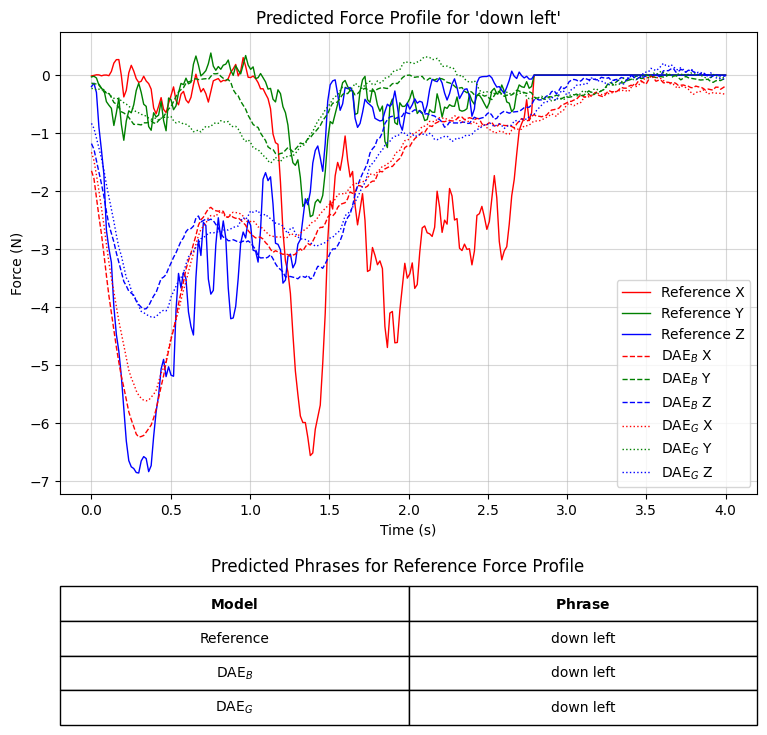 Predicted Force Profile for 'down left'
Force (N)
0
−1
−2
−3
−4
−5
−6
−7
0.0 0.5 1.0 1.5 2.0 2.5 3.0 3.5 4.0
Time (s)
Reference X
Reference Y
Reference Z
DAE_B X
DAE_B Y
DAE_B Z
DAE_G X
DAE_G Y
DAE_G Z
Predicted Phrases for Reference Force Profile
Model Phrase
Reference down left
DAE_B down left
DAE_G down left